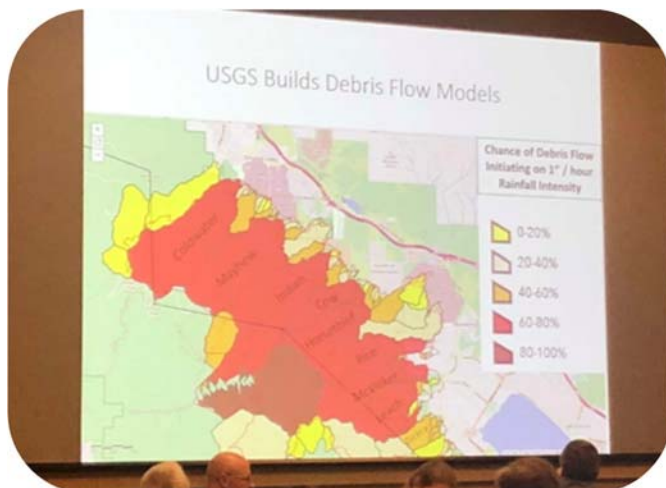 USGS Builds Debris Flow Models
Chance of Debris Flow
Initiating on 1" / hour
Rainfall Intensity
0-20%
20-40%
40-60%
60-80%
80-100%
Coldwater
Mayhew
Indian
Cow
Horsethief
Rice
McVicker
Leach